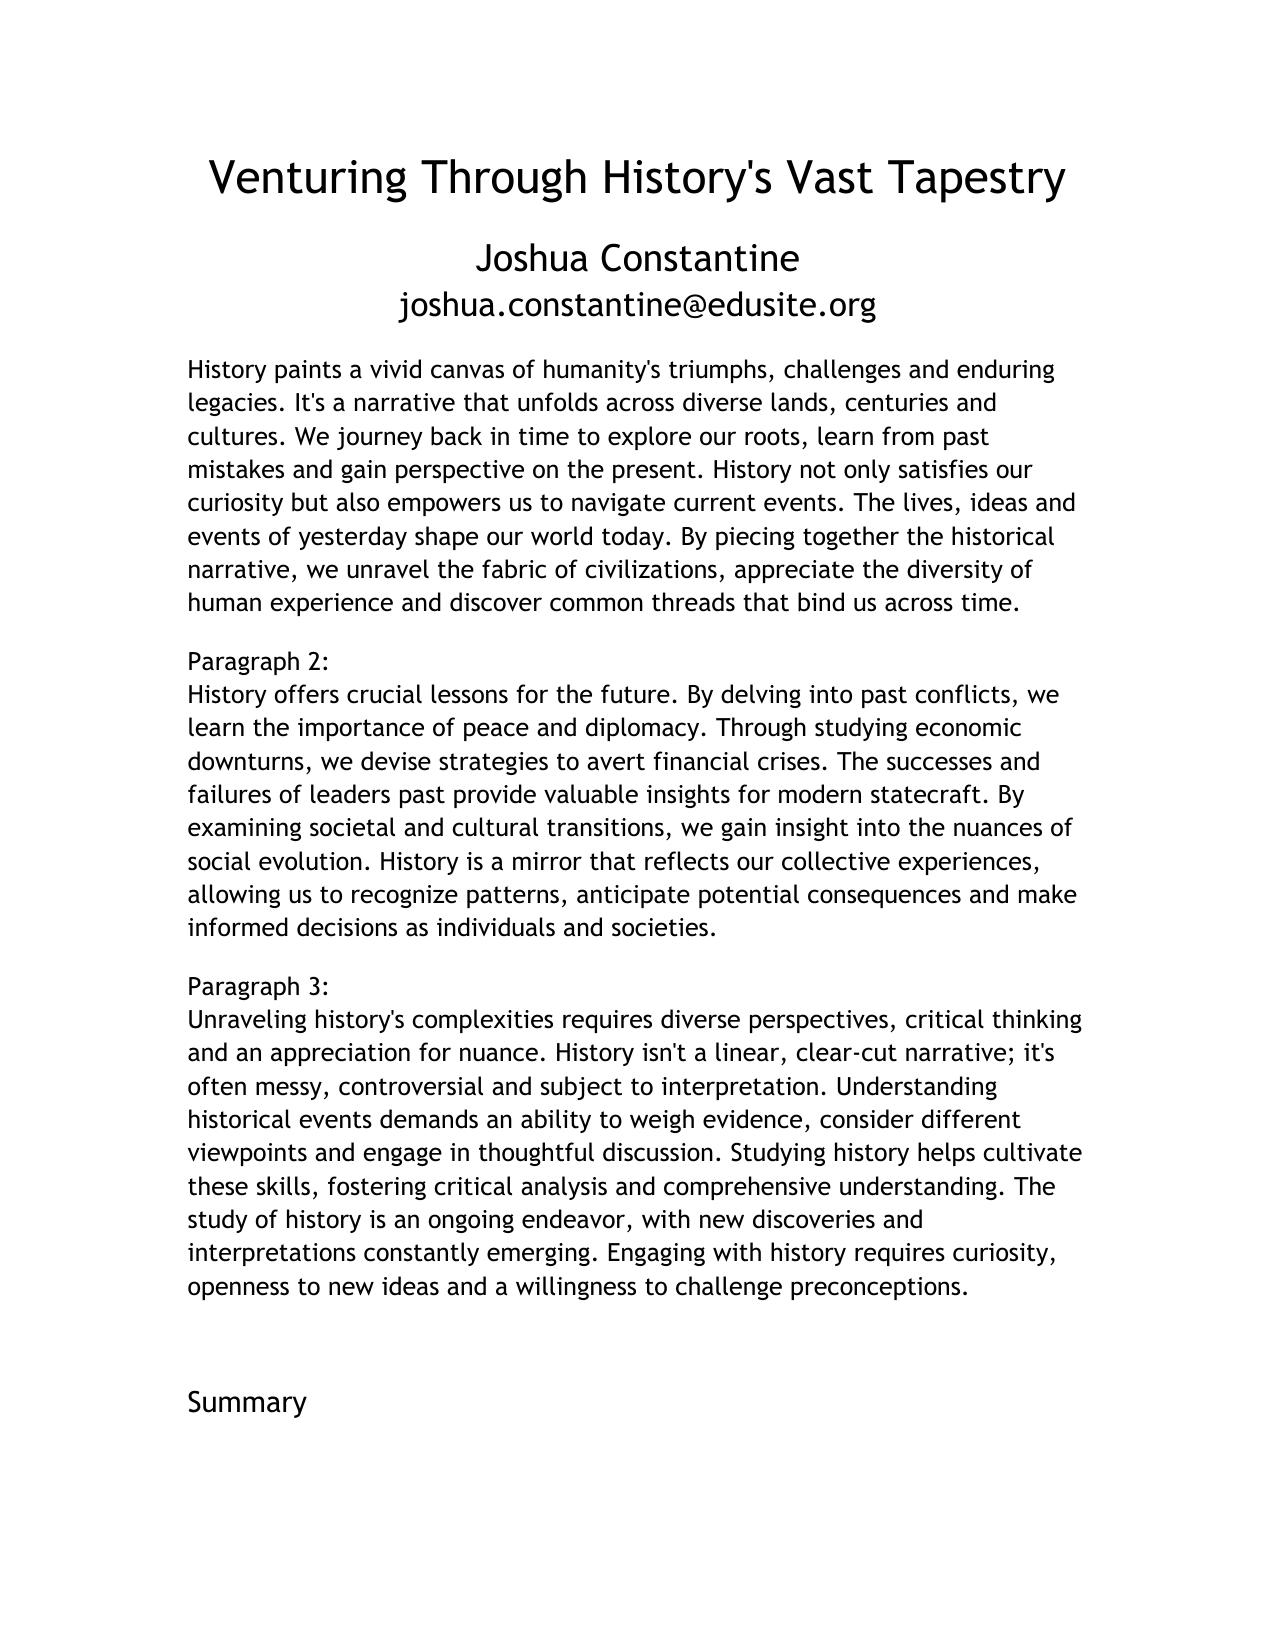 Venturing Through History's Vast Tapestry
Joshua Constantine
joshua.constantine@edusite.org
History paints a vivid canvas of humanity's triumphs, challenges and enduring
legacies. It's a narrative that unfolds across diverse lands, centuries and
cultures. We journey back in time to explore our roots, learn from past
mistakes and gain perspective on the present. History not only satisfies our
curiosity but also empowers us to navigate current events. The lives, ideas and
events of yesterday shape our world today. By piecing together the historical
narrative, we unravel the fabric of civilizations, appreciate the diversity of
human experience and discover common threads that bind us across time.
Paragraph 2:
History offers crucial lessons for the future. By delving into past conflicts, we
learn the importance of peace and diplomacy. Through studying economic
downturns, we devise strategies to avert financial crises. The successes and
failures of leaders past provide valuable insights for modern statecraft. By
examining societal and cultural transitions, we gain insight into the nuances of
social evolution. History is a mirror that reflects our collective experiences,
allowing us to recognize patterns, anticipate potential consequences and make
informed decisions as individuals and societies.
Paragraph 3:
Unraveling history's complexities requires diverse perspectives, critical thinking
and an appreciation for nuance. History isn't a linear, clear-cut narrative; it's
often messy, controversial and subject to interpretation. Understanding
historical events demands an ability to weigh evidence, consider different
viewpoints and engage in thoughtful discussion. Studying history helps cultivate
these skills, fostering critical analysis and comprehensive understanding. The
study of history is an ongoing endeavor, with new discoveries and
interpretations constantly emerging. Engaging with history requires curiosity,
openness to new ideas and a willingness to challenge preconceptions.
Summary